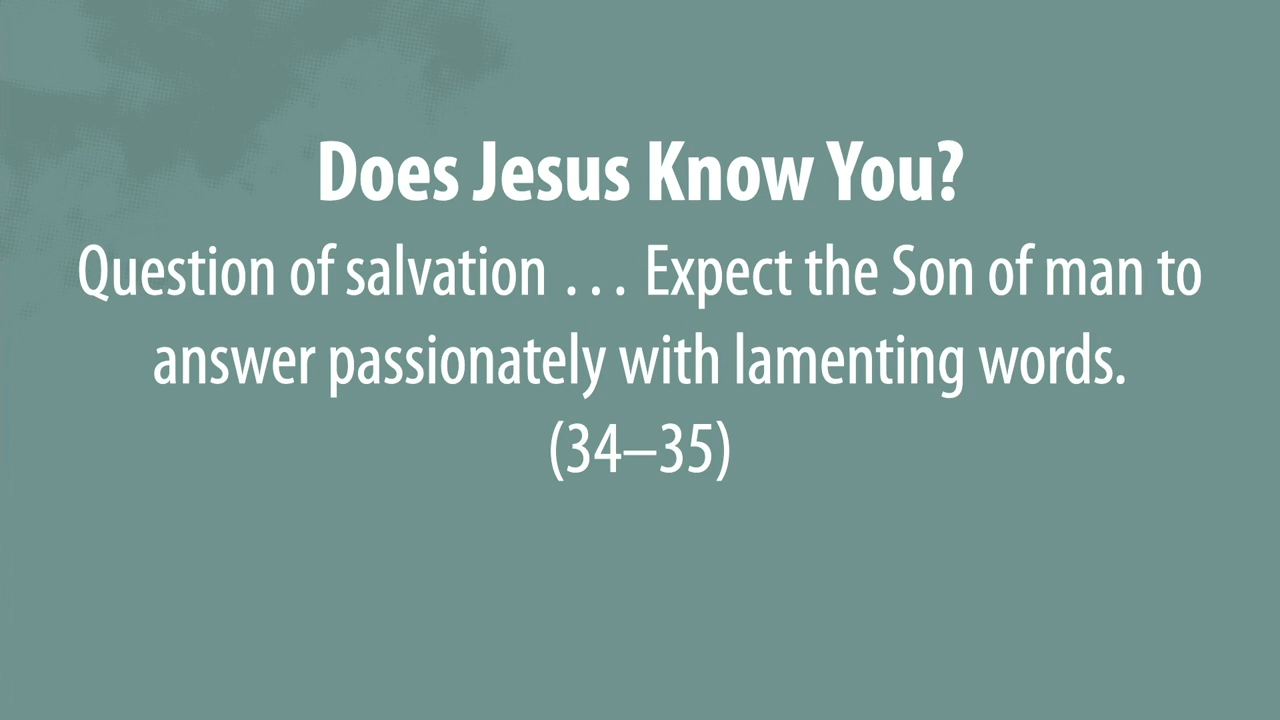 Does Jesus Know You?
Question of salvation . . . Expect the Son of man to
answer passionately with lamenting words.
(34–35)